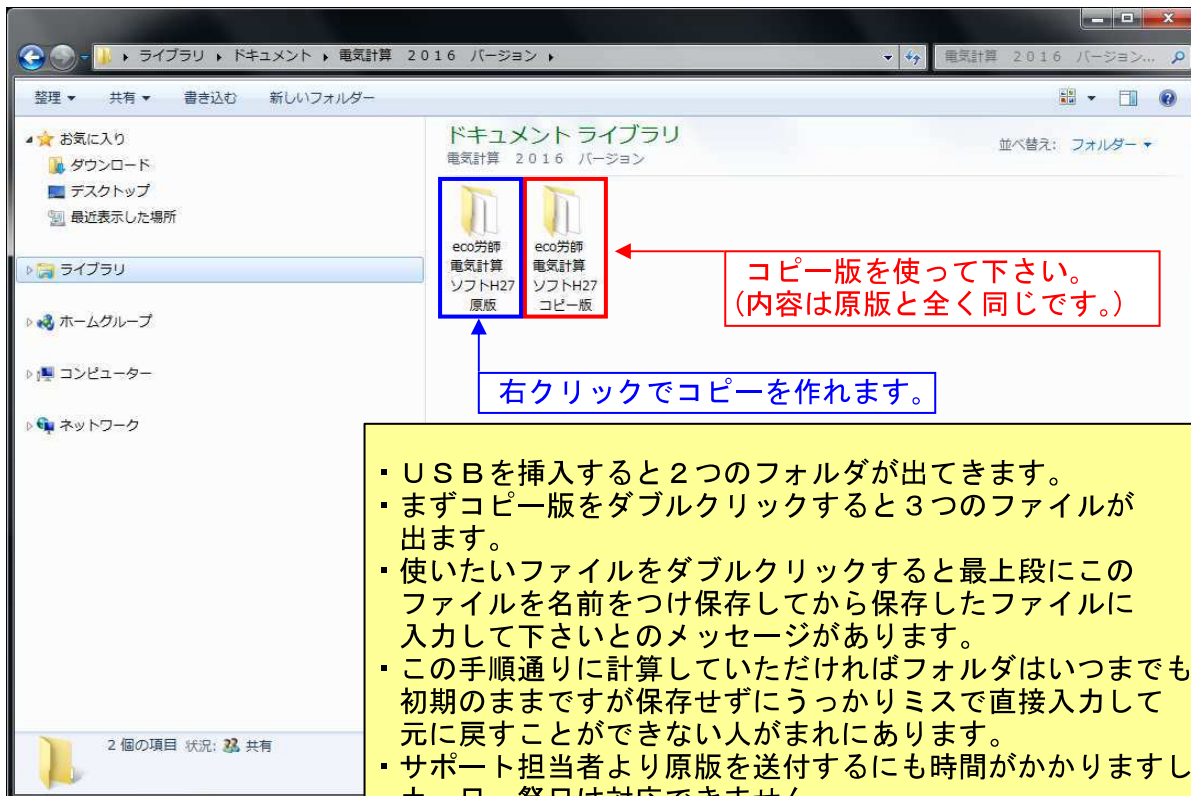 ライブラリ ▸ ドキュメント ▸ 電気計算 2016 バージョン ▸
電気計算 2016 バージョン...
整理 共有 書き込む 新しいフォルダー
お気に入り
ダウンロード
デスクトップ
最近表示した場所
ライブラリ
ホームグループ
コンピューター
ネットワーク
ドキュメント ライブラリ
電気計算 2016 バージョン
並べ替え: フォルダー
eco労師
電気計算
ソフトH27
原版
eco労師
電気計算
ソフトH27
コピー版
コピー版を使って下さい。
(内容は原版と全く同じです。)
右クリックでコピーを作れます。
・USBを挿入すると2つのフォルダが出てきます。
・まずコピー版をダブルクリックすると3つのファイルが
出ます。
・使いたいファイルをダブルクリックすると最上段にこの
ファイルを名前をつけ保存してから保存したファイルに
入力して下さいとのメッセージがあります。
・この手順通りに計算していただければフォルダはいつまでも
初期のままですが保存せずにうっかりミスで直接入力して
元に戻すことができない人がまれにあります。
・サポート担当者より原版を送付するにも時間がかかりますし
2 個の項目 状況: 共有